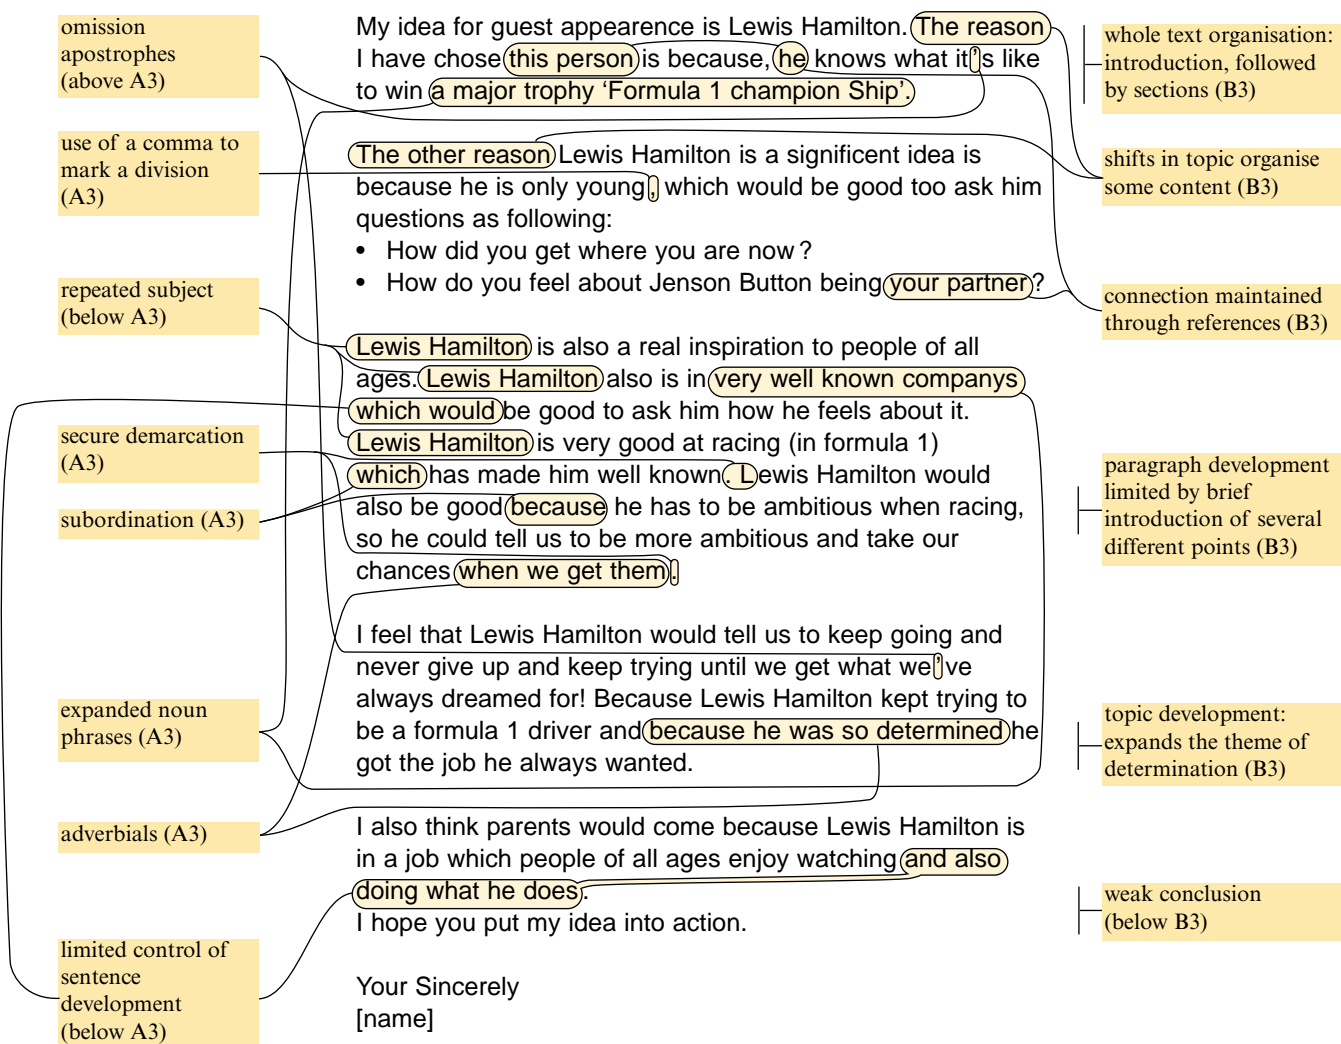 omission
apostrophes
(above A3)
use of a comma to
mark a division
(A3)
repeated subject
(below A3)
secure demarcation
(A3)
subordination (A3)
expanded noun
phrases (A3)
adverbials (A3)
limited control of
sentence
development
(below A3)
My idea for guest appearence is Lewis Hamilton. The reason
I have chose this person is because, he knows what it's like
to win a major trophy ‘Formula 1 champion Ship’.
The other reason Lewis Hamilton is a significent idea is
because he is only young, which would be good too ask him
questions as following:
• How did you get where you are now?
• How do you feel about Jenson Button being your partner?
Lewis Hamilton is also a real inspiration to people of all
ages. Lewis Hamilton also is in very well known companys
which would be good to ask him how he feels about it.
Lewis Hamilton is very good at racing (in formula 1)
which has made him well known. Lewis Hamilton would
also be good because he has to be ambitious when racing,
so he could tell us to be more ambitious and take our
chances when we get them.
I feel that Lewis Hamilton would tell us to keep going and
never give up and keep trying until we get what we've
always dreamed for! Because Lewis Hamilton kept trying to
be a formula 1 driver and because he was so determined he
got the job he always wanted.
I also think parents would come because Lewis Hamilton is
in a job which people of all ages enjoy watching and also
doing what he does.
I hope you put my idea into action.
Your Sincerely
[name]
whole text organisation:
introduction, followed
by sections (B3)
shifts in topic organise
some content (B3)
connection maintained
through references (B3)
paragraph development
limited by brief
introduction of several
different points (B3)
topic development:
expands the theme of
determination (B3)
weak conclusion
(below B3)